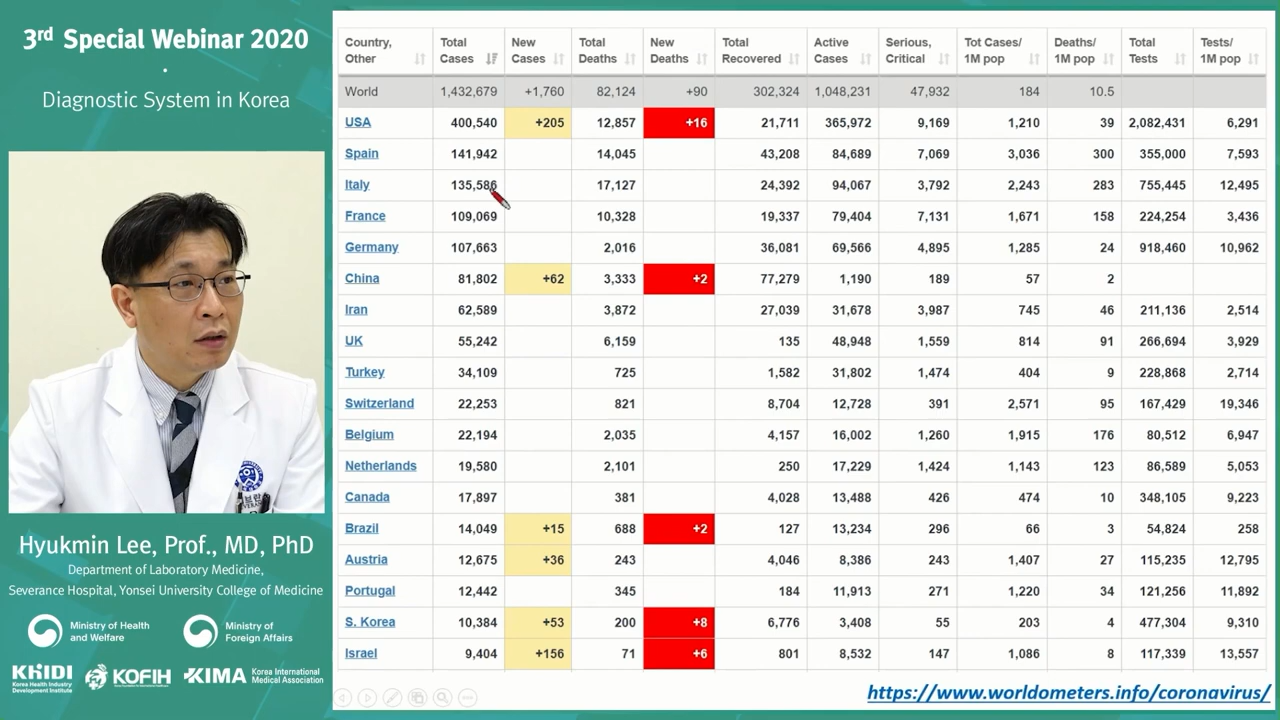 3rd Special Webinar 2020
Diagnostic System in Korea
Hyukmin Lee, Prof., MD, PhD
Department of Laboratory Medicine,
Severance Hospital, Yonsei University College of Medicine
Ministry of Health
and Welfare
Ministry of
Foreign Affairs
KHIDI
Korea Health Industry
Development Institute
KOFIH
KIMA
Korea International
Medical Association
Country, Other Total Cases New Cases Total Deaths New Deaths Total Recovered Active Cases Serious, Critical Tot Cases/ 1M pop Deaths/ 1M pop Total Tests Tests/ 1M pop
World 1,432,679 +1,760 82,124 +90 302,324 1,048,231 47,932 184 10.5
USA 400,540 +205 12,857 +16 21,711 365,972 9,169 1,210 39 2,082,431 6,291
Spain 141,942 14,045 43,208 84,689 7,069 3,036 300 355,000 7,593
Italy 135,586 17,127 24,392 94,067 3,792 2,243 283 755,445 12,495
France 109,069 10,328 19,337 79,404 7,131 1,671 158 224,254 3,436
Germany 107,663 2,016 36,081 69,566 4,895 1,285 24 918,460 10,962
China 81,802 +62 3,333 +2 77,279 1,190 189 57 2
Iran 62,589 3,872 27,039 31,678 3,987 745 46 211,136 2,514
UK 55,242 6,159 135 48,948 1,559 814 91 266,694 3,929
Turkey 34,109 725 1,582 31,802 1,474 404 9 228,868 2,714
Switzerland 22,253 821 8,704 12,728 391 2,571 95 167,429 19,346
Belgium 22,194 2,035 4,157 16,002 1,260 1,915 176 80,512 6,947
Netherlands 19,580 2,101 250 17,229 1,424 1,143 123 86,589 5,053
Canada 17,897 381 4,028 13,488 426 474 10 348,105 9,223
Brazil 14,049 +15 688 +2 127 13,234 296 66 3 54,824 258
Austria 12,675 +36 243 4,046 8,386 243 1,407 27 115,235 12,795
Portugal 12,442 345 184 11,913 271 1,220 34 121,256 11,892
S. Korea 10,384 +53 200 +8 6,776 3,408 55 203 4 477,304 9,310
Israel 9,404 +156 71 +6 801 8,532 147 1,086 8 117,339 13,557
https://www.worldometers.info/coronavirus/